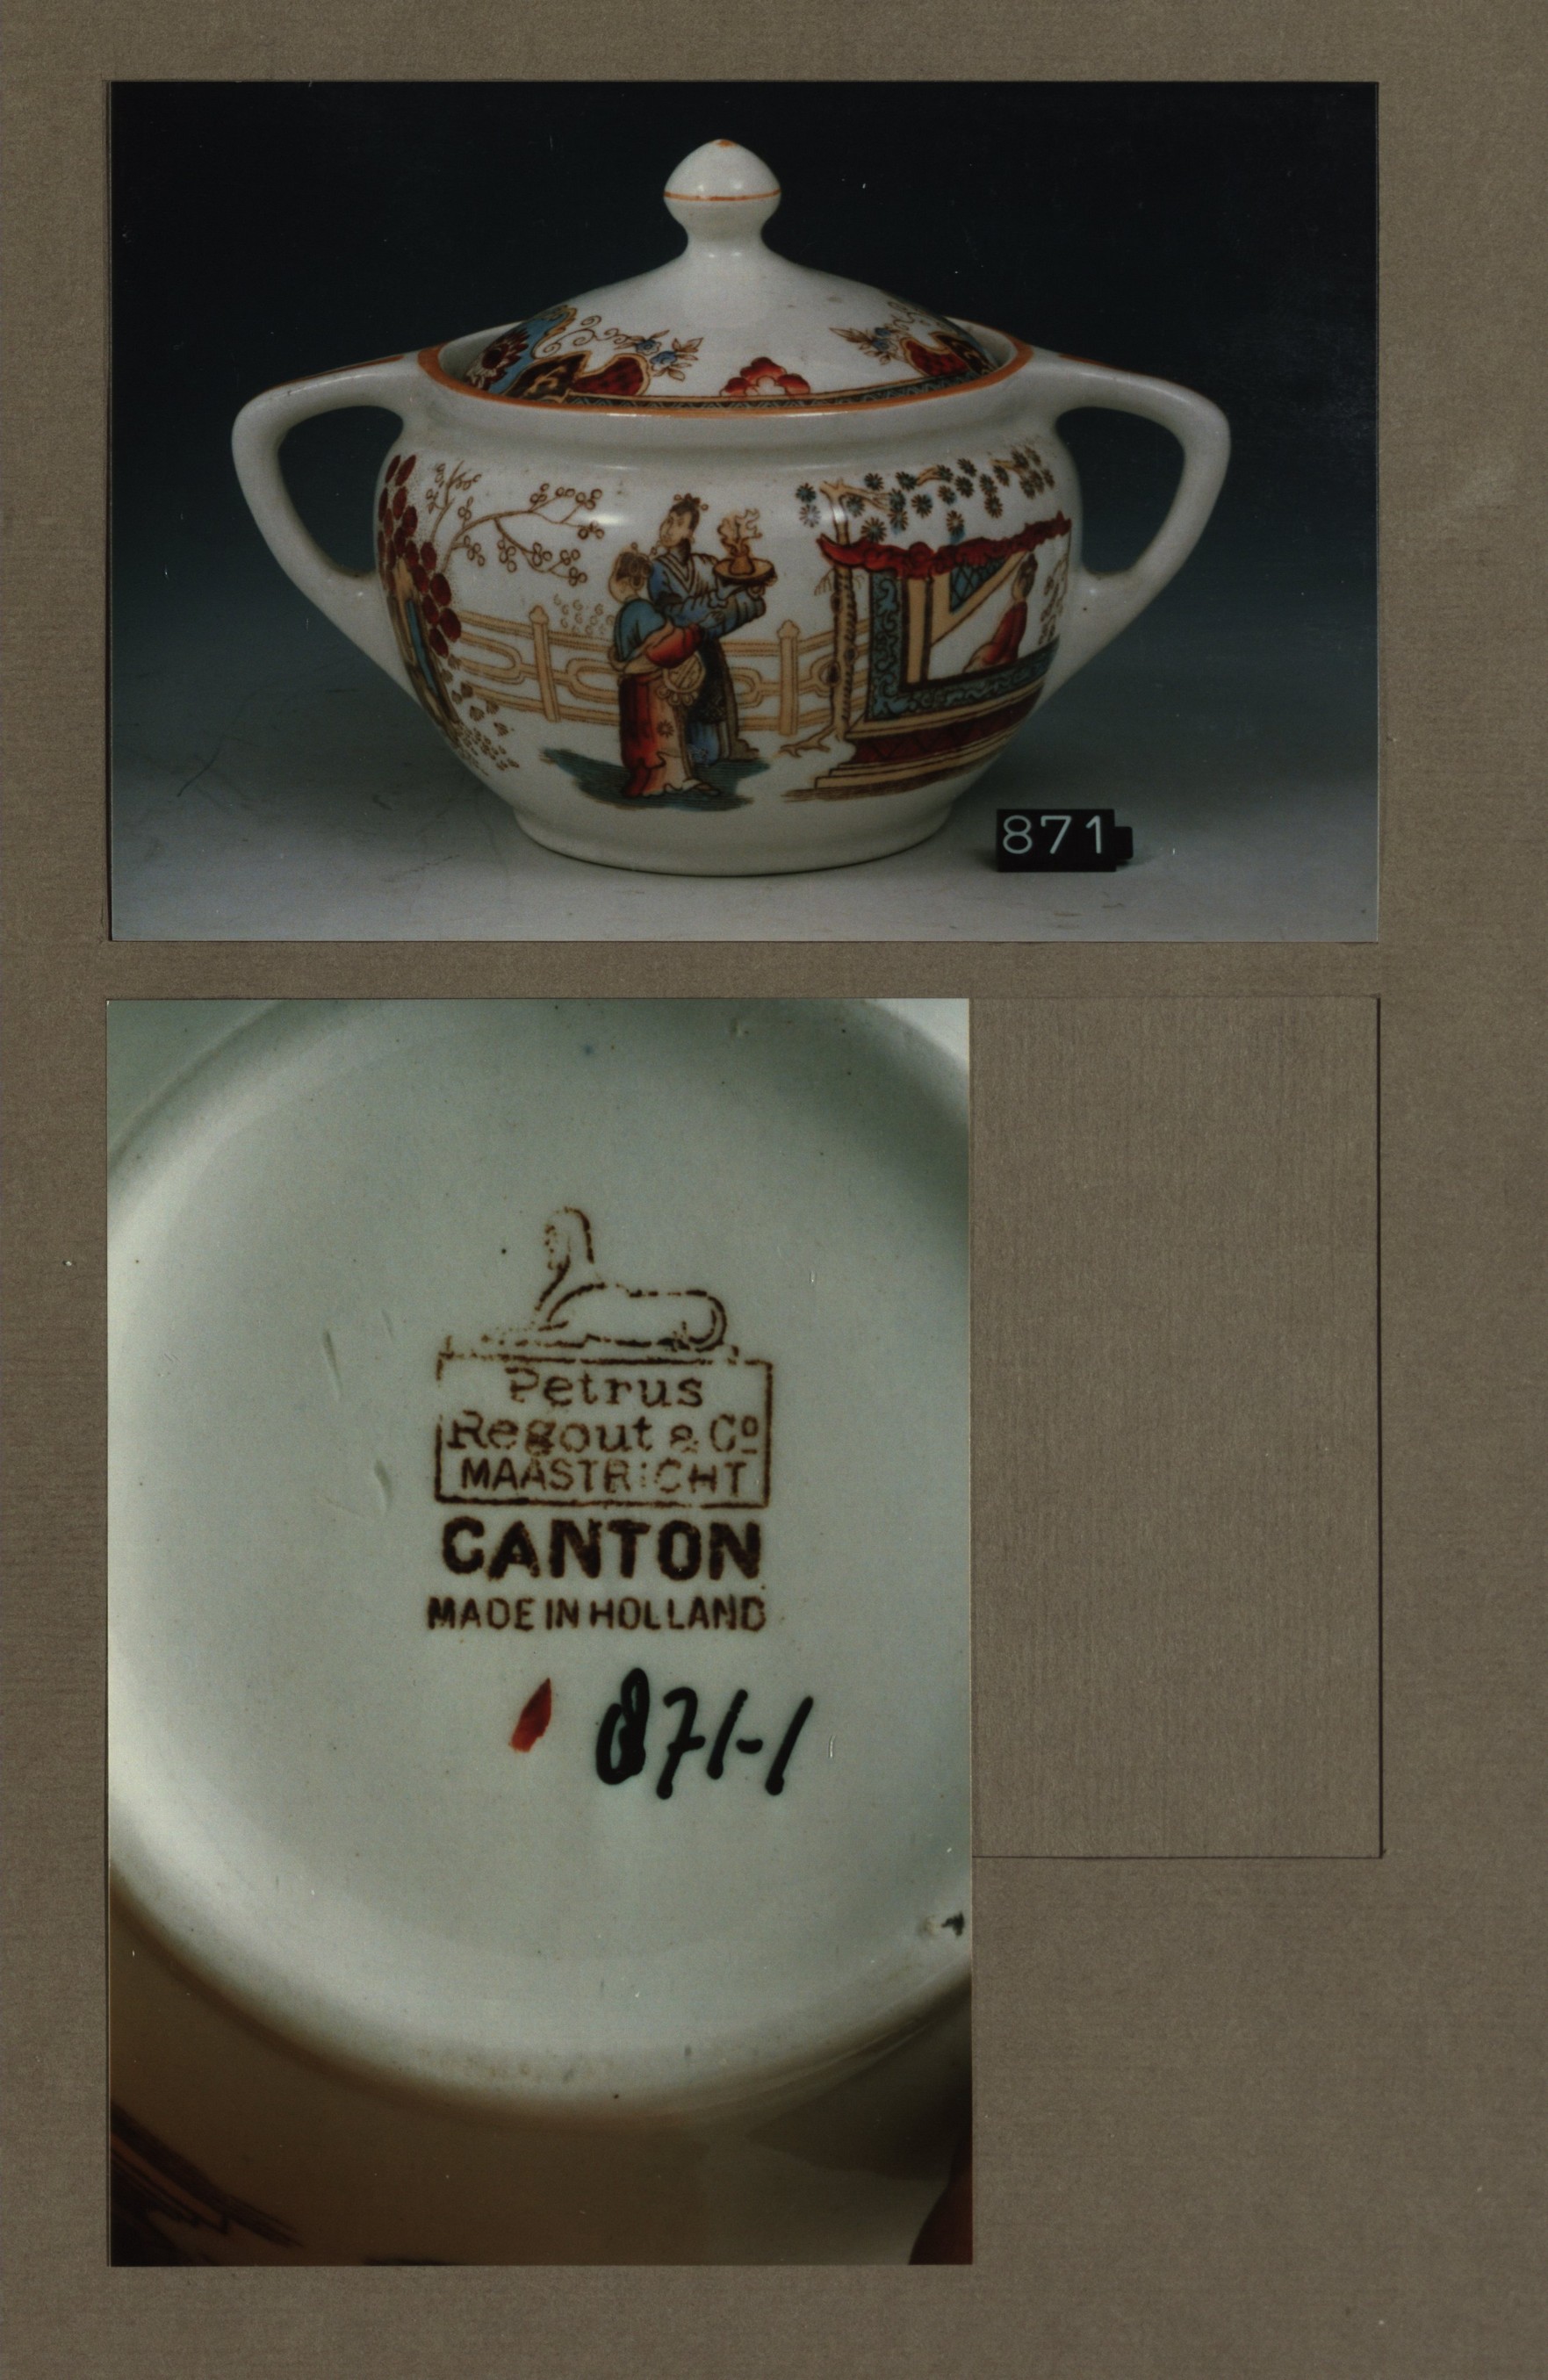 871
Petrus
Regout & Cº
MAASTRICHT
CANTON
MADE IN HOLLAND
871-1